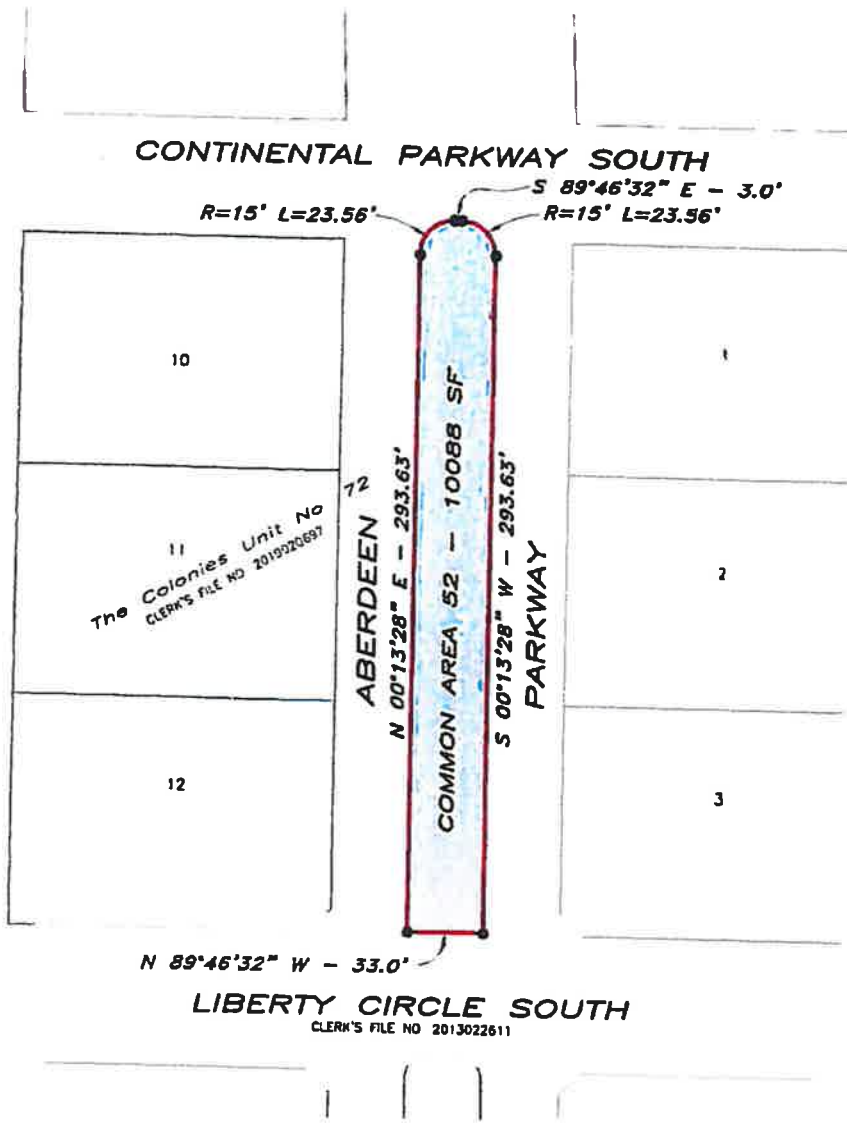 CONTINENTAL PARKWAY SOUTH
S 89°46'32" E - 3.0'
R=15' L=23.56'
R=15' L=23.56'
10
1
The Colonies Unit No 72
CLERK'S FILE NO 2019020697
11
ABERDEEN
N 00°13'28" E - 293.63'
COMMON AREA 52 - 10088 SF
S 00°13'28" W - 293.63'
PARKWAY
2
12
3
N 89°46'32" W - 33.0'
LIBERTY CIRCLE SOUTH
CLERK'S FILE NO 2013022611